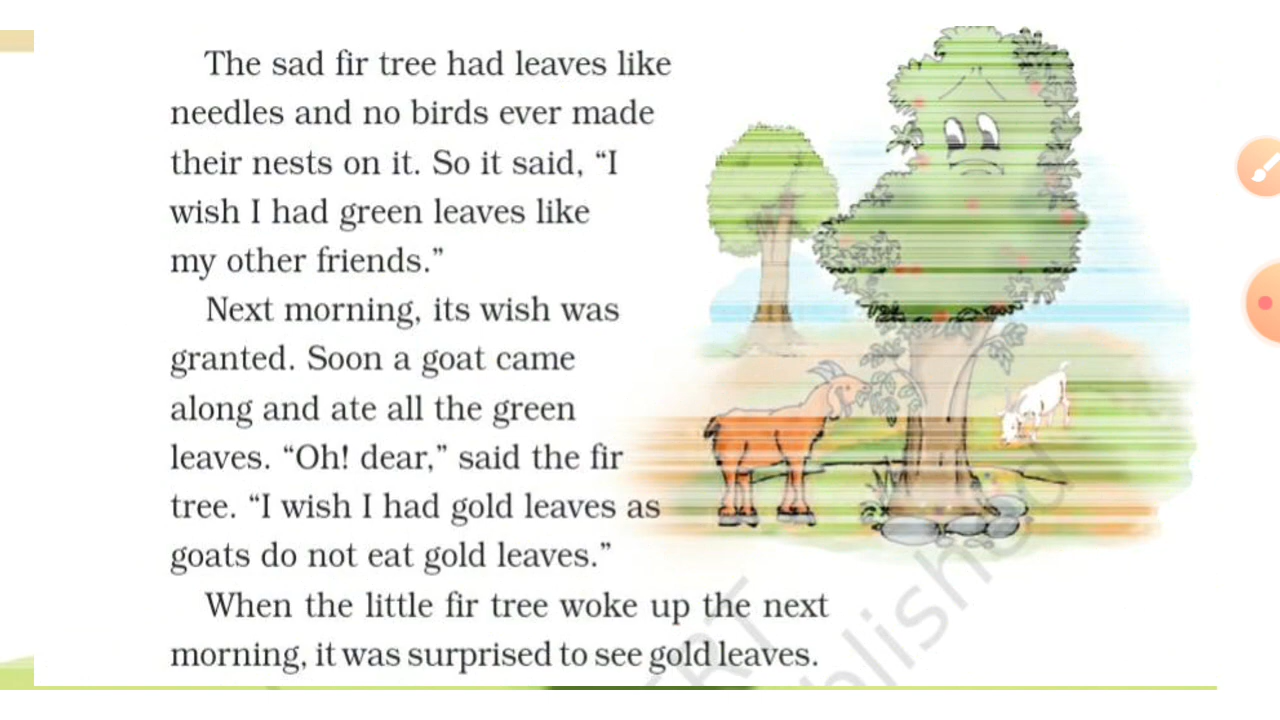 The sad fir tree had leaves like
needles and no birds ever made
their nests on it. So it said, “I
wish I had green leaves like
my other friends.”
Next morning, its wish was
granted. Soon a goat came
along and ate all the green
leaves. “Oh! dear,” said the fir
tree. “I wish I had gold leaves as
goats do not eat gold leaves.”
When the little fir tree woke up the next
morning, it was surprised to see gold leaves.